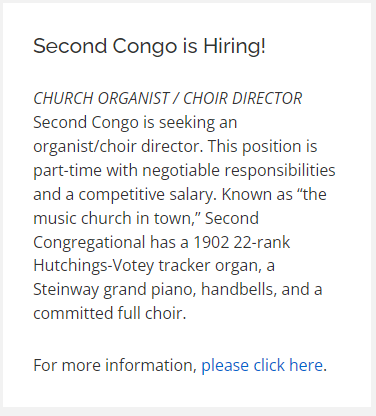 Second Congo is Hiring!
CHURCH ORGANIST / CHOIR DIRECTOR
Second Congo is seeking an
organist/choir director. This position is
part-time with negotiable responsibilities
and a competitive salary. Known as “the
music church in town,” Second
Congregational has a 1902 22-rank
Hutchings-Votey tracker organ, a
Steinway grand piano, handbells, and a
committed full choir.
For more information, please click here.